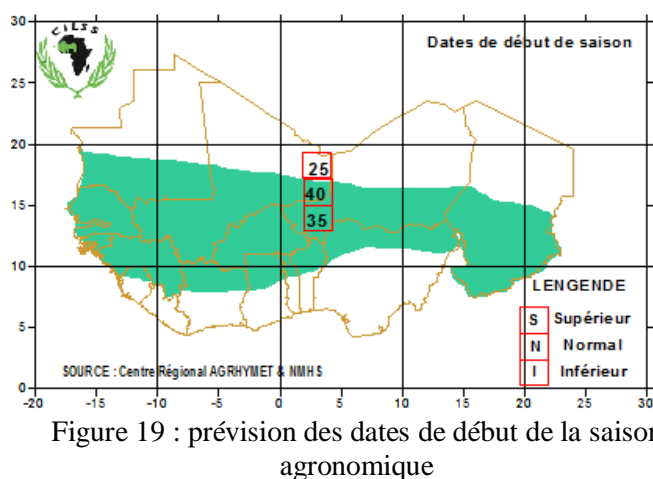 CILSS
Dates de début de saison
30
25
20
15
10
5
0
25
40
35
LENGENDE
S Supérieur
N Normal
I Inférieur
SOURCE : Centre Régional AGRHYMET & NMHS
-20 -15 -10 -5 0 5 10 15 20 25 30
Figure 19 : prévision des dates de début de la saison
agronomique